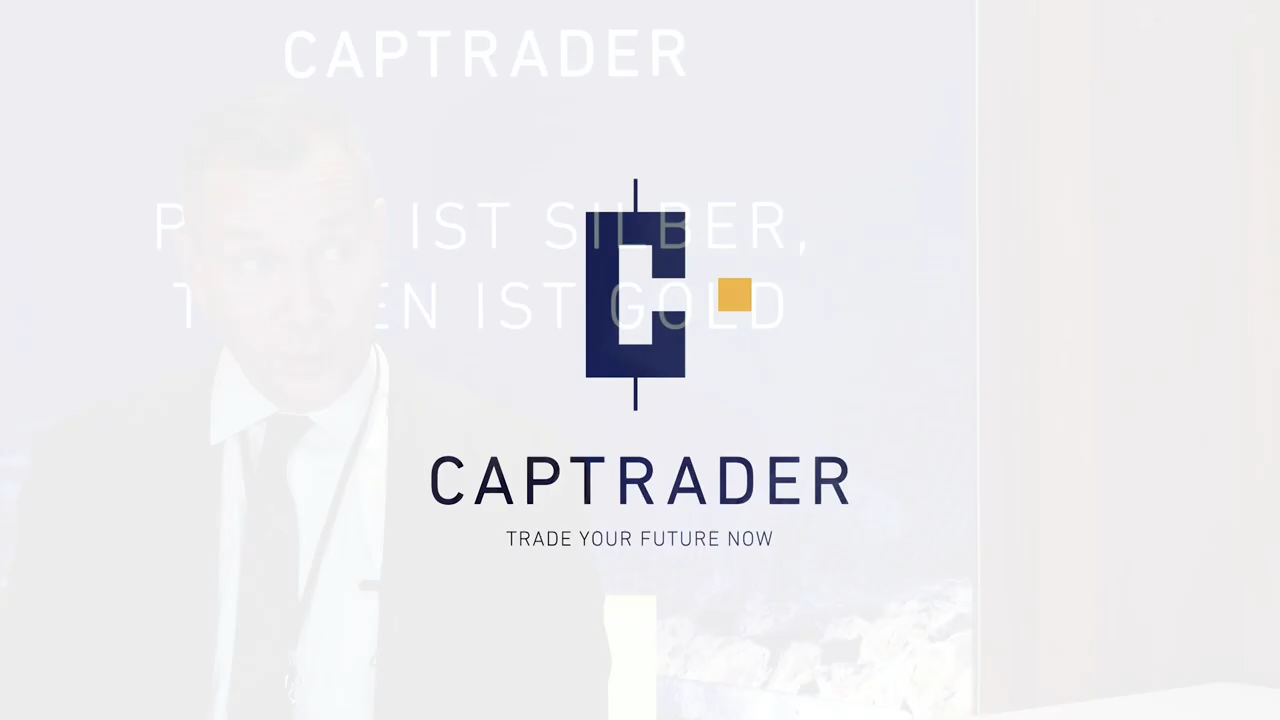 CAPTRADER
IST SILBER,
IST GOLD
CAPTRADER
TRADE YOUR FUTURE NOW